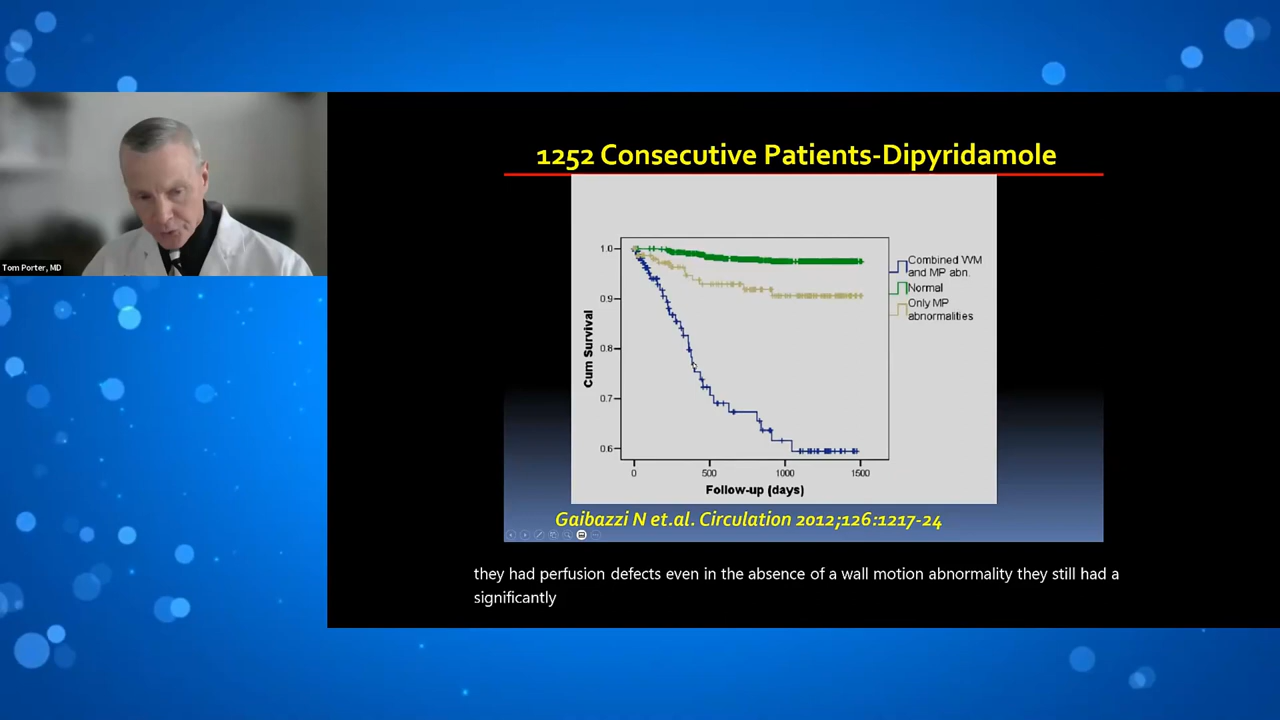 Tom Porter, MD
1252 Consecutive Patients-Dipyridamole
1.0
0.9
0.8
0.7
0.6
Cum Survival
0
500
1000
1500
Follow-up (days)
Combined WM
and MP abn.
Normal
Only MP
abnormalities
Gaibazzi N et.al. Circulation 2012;126:1217-24
they had perfusion defects even in the absence of a wall motion abnormality they still had a
significantly